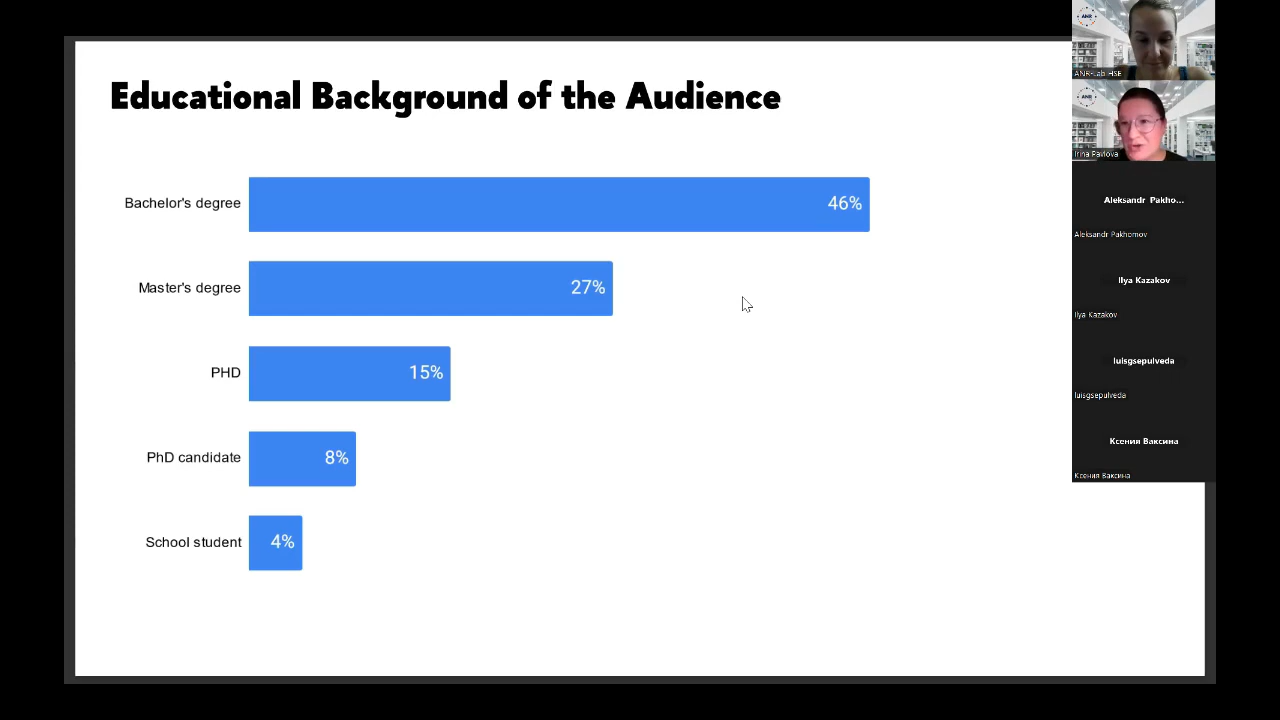 Educational Background of the Audience
Bachelor's degree
46%
Master's degree
27%
PHD
15%
PhD candidate
8%
School student
4%
ANR
ANR-Lab HSE
ANR
Irina Pavlova
Aleksandr Pakho...
Aleksandr Pakhomov
Ilya Kazakov
Ilya Kazakov
luisgsepulveda
luisgsepulveda
Ксения Ваксина
Ксения Ваксина